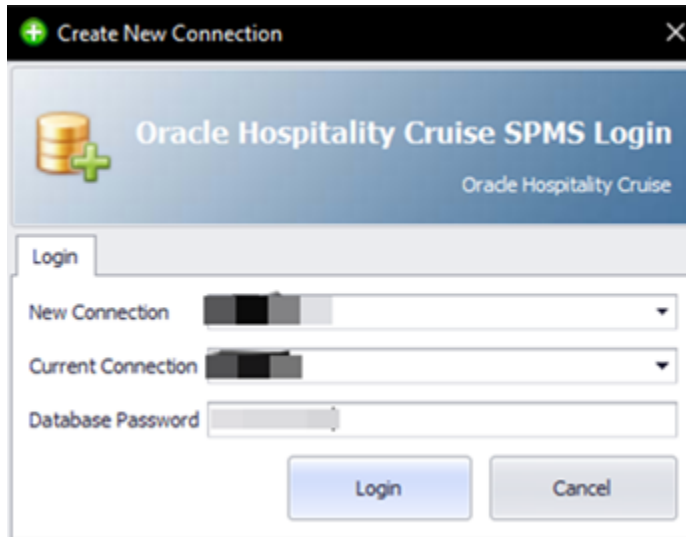 Create New Connection
Oracle Hospitality Cruise SPMS Login
Oracle Hospitality Cruise
Login
New Connection
Current Connection
Database Password
Login
Cancel